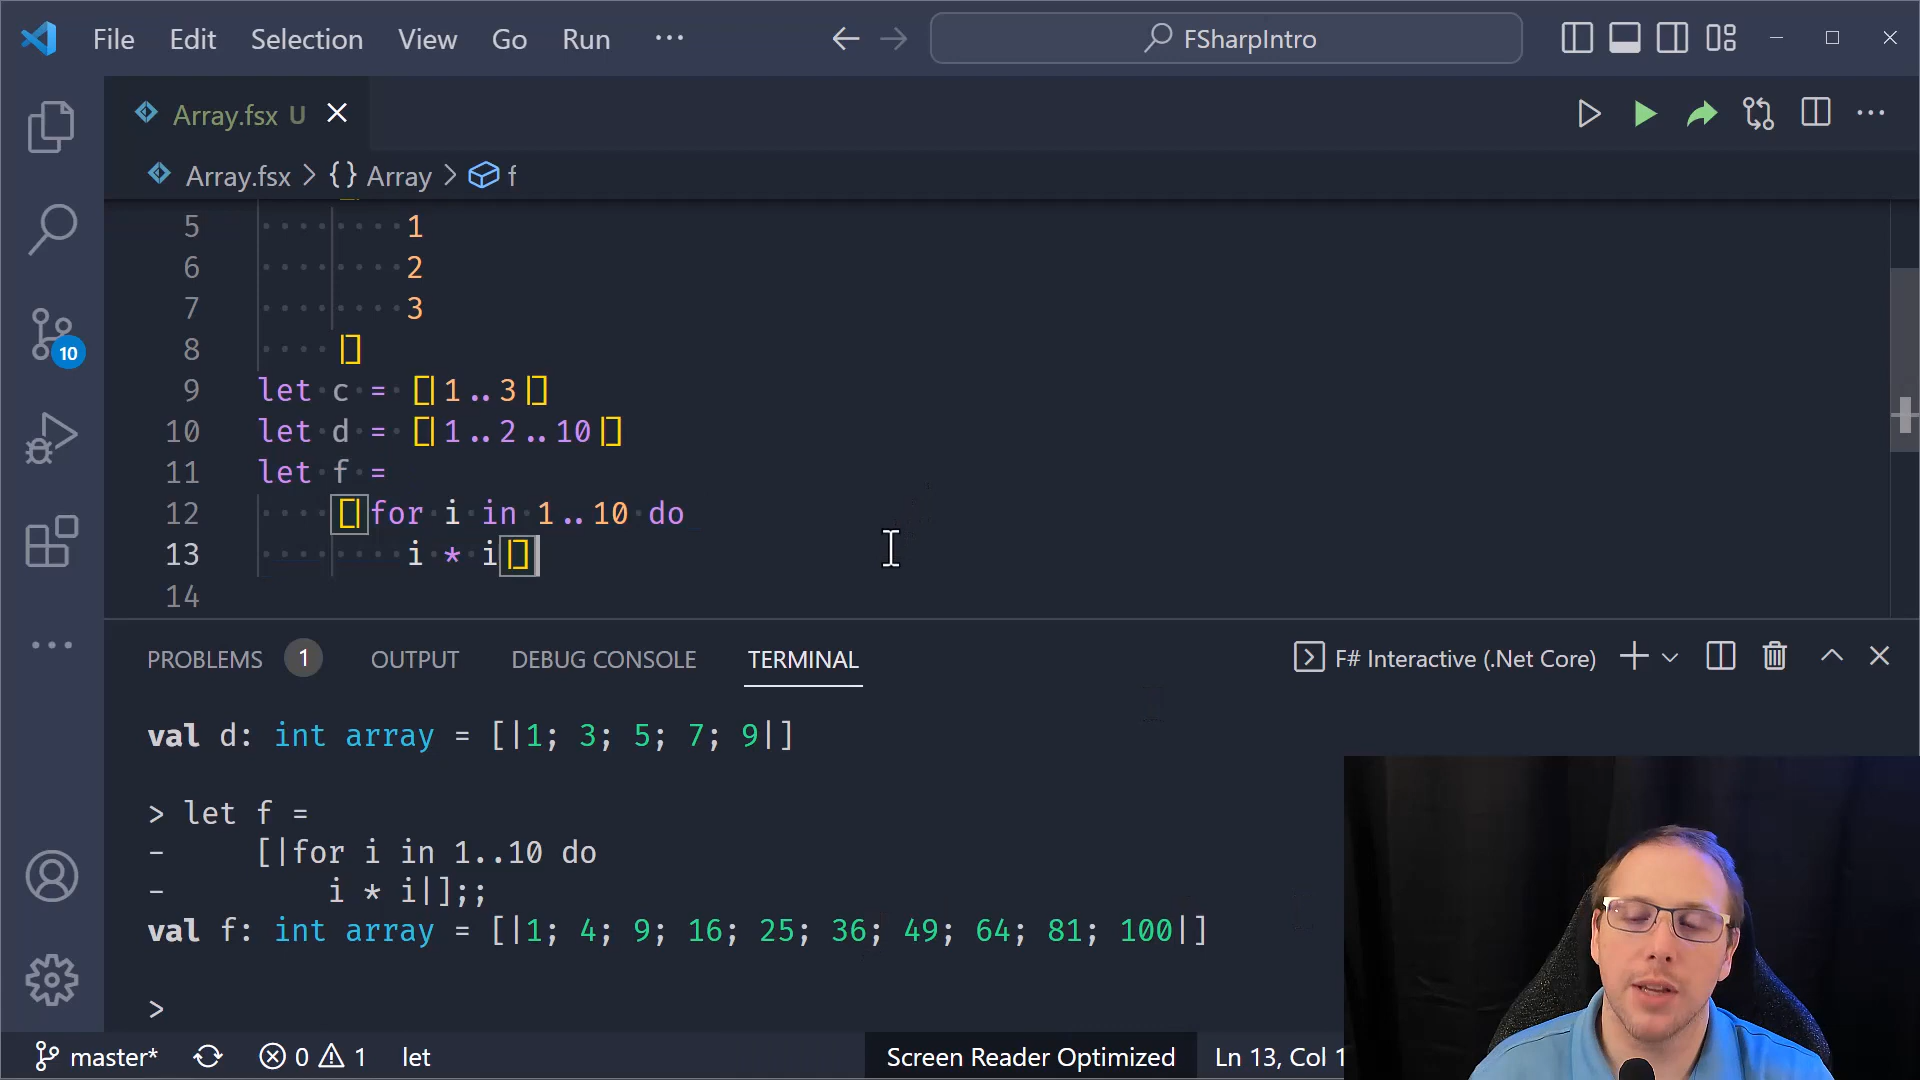 File Edit Selection View Go Run ··· FSharpIntro
Array.fsx U
Array.fsx > {} Array > f
5 1
6 2
7 3
8 |]
9 let c = [|1..3|]
10 let d = [|1..2..10|]
11 let f =
12 [|for i in 1..10 do
13 i * i|]
14
10
PROBLEMS 1 OUTPUT DEBUG CONSOLE TERMINAL F# Interactive (.Net Core)
val d: int array = [|1; 3; 5; 7; 9|]
> let f =
- [|for i in 1..10 do
- i * i|];;
val f: int array = [|1; 4; 9; 16; 25; 36; 49; 64; 81; 100|]
>
master* 0 1 let Screen Reader Optimized Ln 13, Col 1